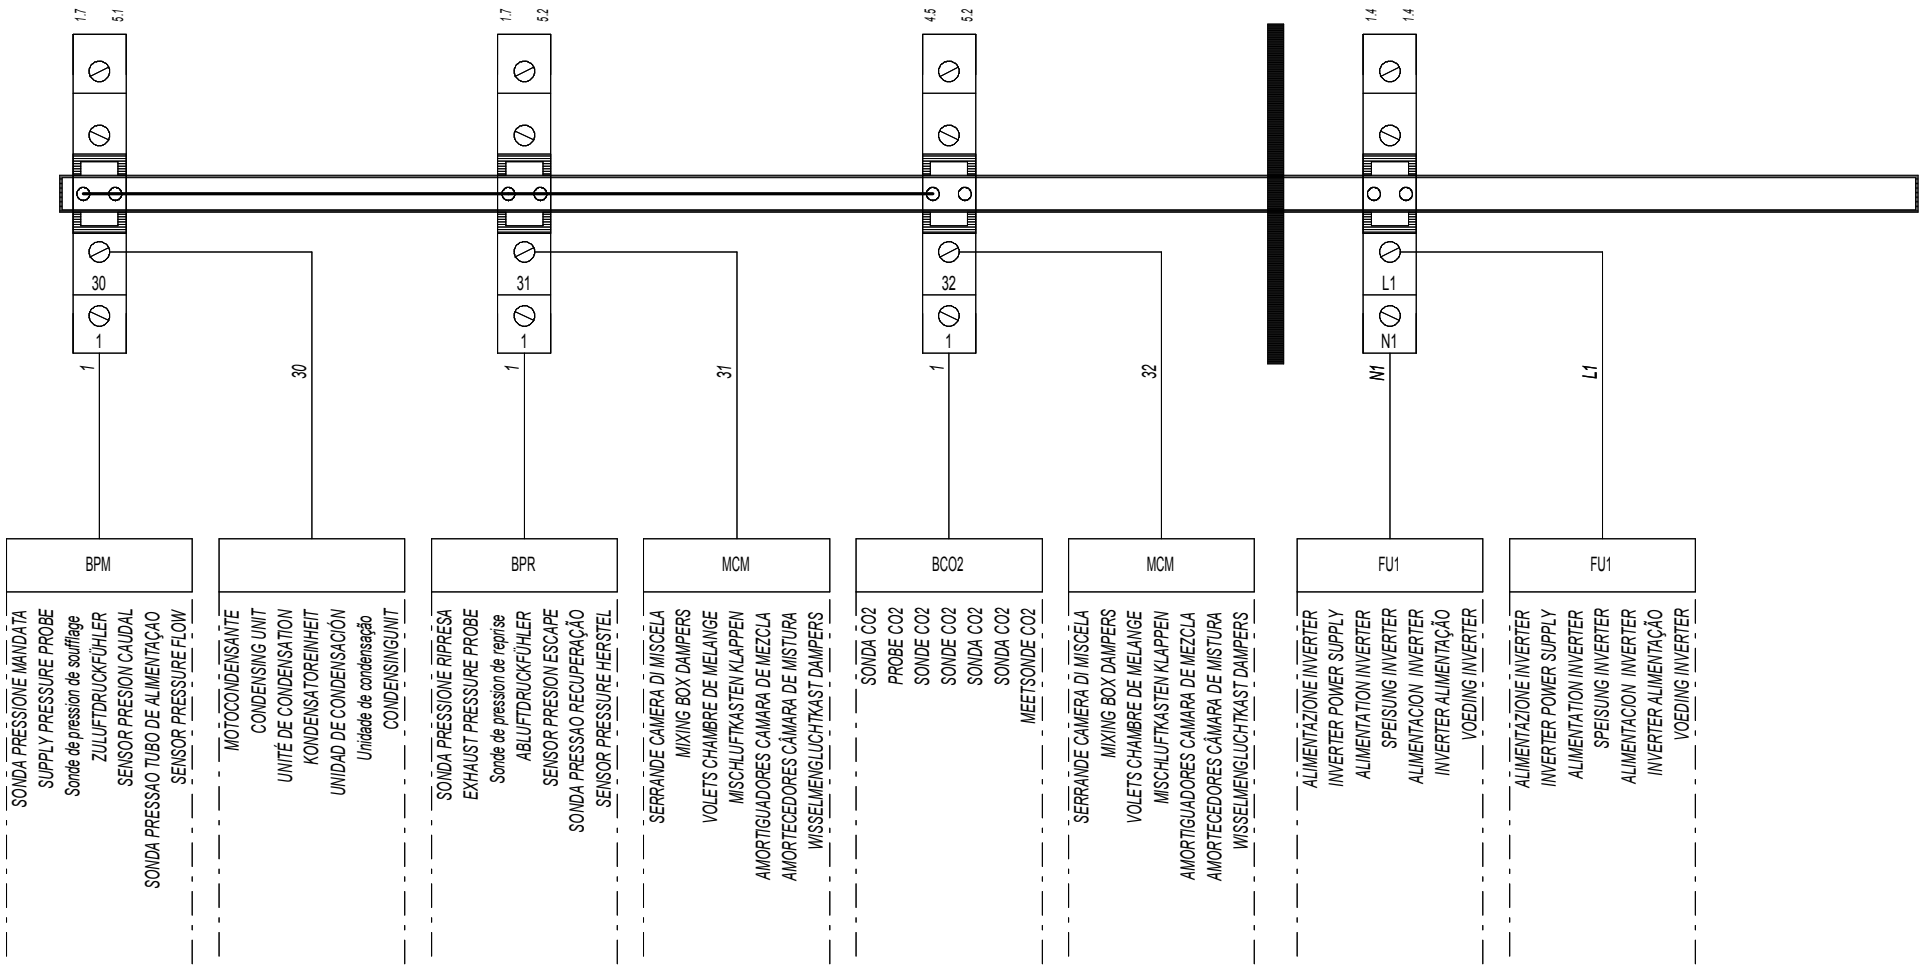 1.7
5.1
1.7
5.2
4.5
5.2
1.4
1.4
30
31
32
L1
1
1
1
N1
1
30
1
31
1
32
N1
L1
BPM
BPR
MCM
BCO2
MCM
FU1
FU1
SONDA PRESSIONE MANDATA
SUPPLY PRESSURE PROBE
Sonde de pression de soufflage
ZULUFTDRUCKFÜHLER
SENSOR PRESION CAUDAL
SONDA PRESSAO TUBO DE ALIMENTAÇAO
SENSOR PRESSURE FLOW
MOTOCONDENSANTE
CONDENSING UNIT
UNITÉ DE CONDENSATION
KONDENSATOREINHEIT
UNIDAD DE CONDENSACIÓN
Unidade de condensação
CONDENSINGUNIT
SONDA PRESSIONE RIPRESA
EXHAUST PRESSURE PROBE
Sonde de pression de reprise
ABLUFTDRUCKFÜHLER
SENSOR PRESION ESCAPE
SONDA PRESSAO RECUPERAÇÃO
SENSOR PRESSURE HERSTEL
SERRANDE CAMERA DI MISCELA
MIXING BOX DAMPERS
VOLETS CHAMBRE DE MELANGE
MISCHLUFTKASTEN KLAPPEN
AMORTIGUADORES CAMARA DE MEZCLA
AMORTECEDORES CÂMARA DE MISTURA
WISSELMENGLUCHTKAST DAMPERS
SONDA CO2
PROBE CO2
SONDE CO2
SONDE CO2
SONDA CO2
SONDA CO2
MEETSONDE CO2
SERRANDE CAMERA DI MISCELA
MIXING BOX DAMPERS
VOLETS CHAMBRE DE MELANGE
MISCHLUFTKASTEN KLAPPEN
AMORTIGUADORES CAMARA DE MEZCLA
AMORTECEDORES CÂMARA DE MISTURA
WISSELMENGLUCHTKAST DAMPERS
ALIMENTAZIONE INVERTER
INVERTER POWER SUPPLY
ALIMENTATION INVERTER
SPEISUNG INVERTER
ALIMENTACION INVERTER
INVERTER ALIMENTAÇÃO
VOEDING INVERTER
ALIMENTAZIONE INVERTER
INVERTER POWER SUPPLY
ALIMENTATION INVERTER
SPEISUNG INVERTER
ALIMENTACION INVERTER
INVERTER ALIMENTAÇÃO
VOEDING INVERTER